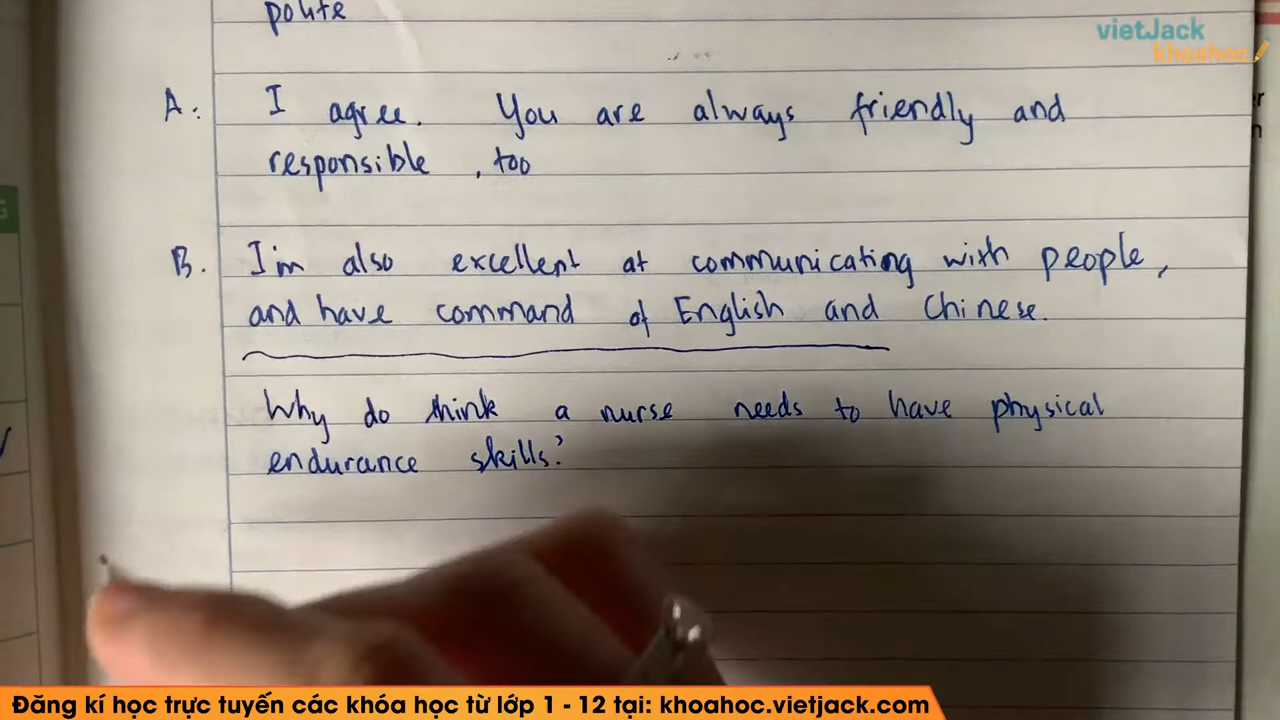 polite
vietJack
khoahoc
A: I agree. You are always friendly and
responsible, too
B. I'm also excellent at communicating with people,
and have command of English and Chinese.
Why do think a nurse needs to have physical
endurance skills?
Đăng kí học trực tuyến các khóa học từ lớp 1 - 12 tại: khoahoc.vietjack.com